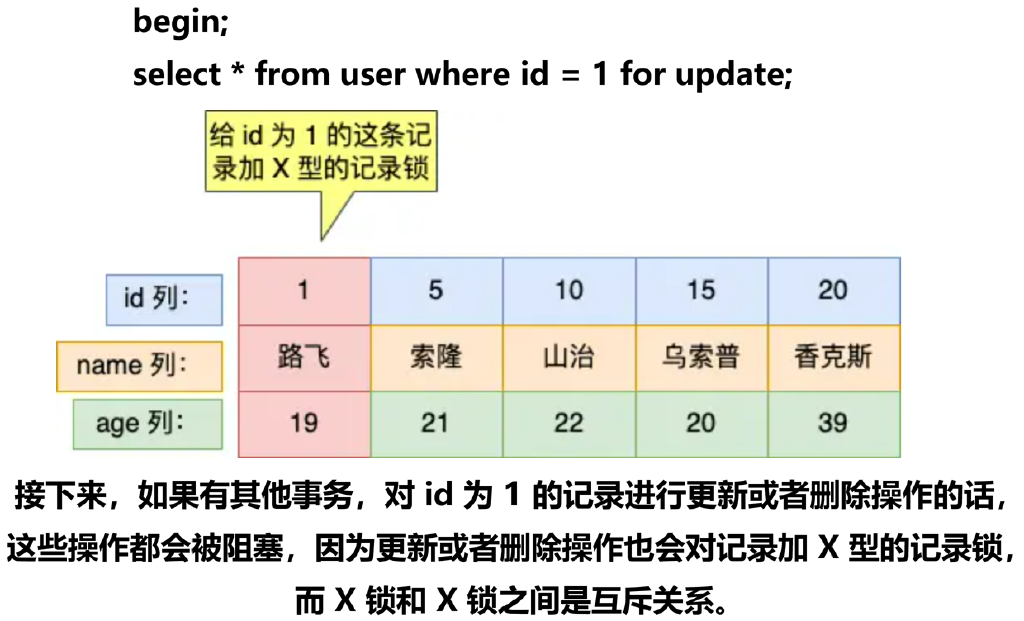 begin;
select * from user where id = 1 for update;
给 id 为 1 的这条记
录加 X 型的记录锁
id 列： 1 5 10 15 20
name 列： 路飞 索隆 山治 乌索普 香克斯
age 列： 19 21 22 20 39
接下来，如果有其他事务，对 id 为 1 的记录进行更新或者删除操作的话，
这些操作都会被阻塞，因为更新或者删除操作也会对记录加 X 型的记录锁，
而 X 锁和 X 锁之间是互斥关系。